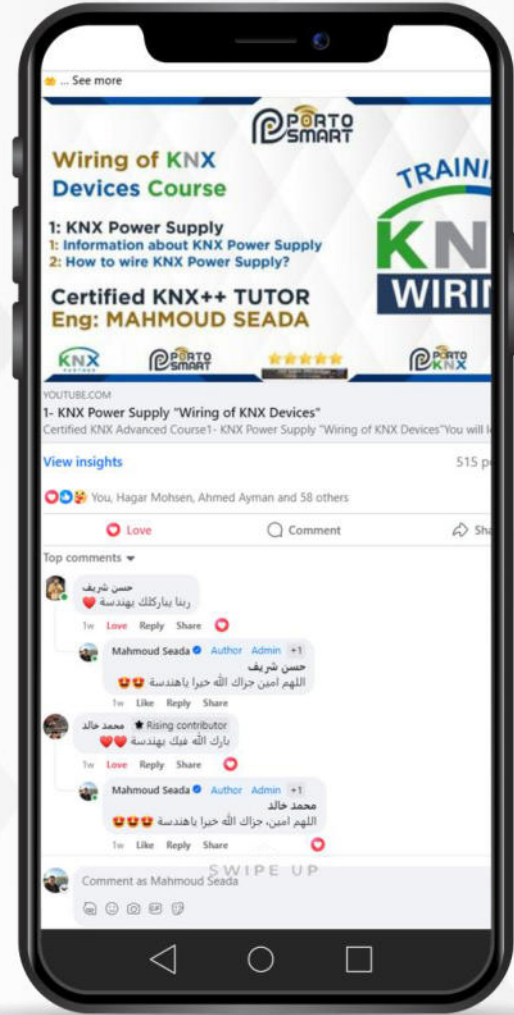 ... See more
PORTO SMART
Wiring of KNX
Devices Course
1: KNX Power Supply
1: Information about KNX Power Supply
2: How to wire KNX Power Supply?
Certified KNX++ TUTOR
Eng: MAHMOUD SEADA
TRAINI
KN
WIRIN
KNX
PARTNER
PORTO SMART
PORTO KNX
YOUTUBE.COM
1- KNX Power Supply "Wiring of KNX Devices"
Certified KNX Advanced Course1- KNX Power Supply "Wiring of KNX Devices"You will l
View insights
515 p
You, Hagar Mohsen, Ahmed Ayman and 58 others
Love Comment Sha
Top comments
حسن شريف
ربنا يباركلك يهندسة ❤️
1w Love Reply Share
Mahmoud Seada Author Admin +1
حسن شريف
اللهم امين جزاك الله خيرا ياهندسة 😍😍
1w Like Reply Share
محمد خالد Rising contributor
بارك الله فيك يهندسة ❤️❤️
1w Love Reply Share
Mahmoud Seada Author Admin +1
محمد خالد
اللهم امين، جزاك الله خيرا ياهندسة 😍😍😍
1w Like Reply Share
SWIPE UP
Comment as Mahmoud Seada